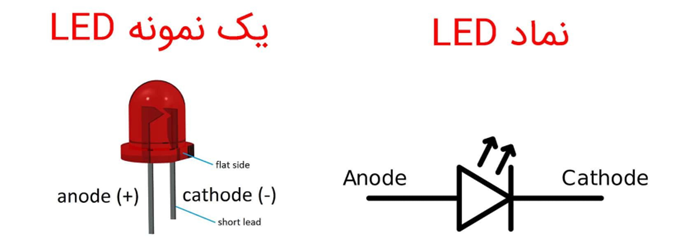 یک نمونه LED
نماد LED
flat side
anode (+)
cathode (-)
short lead
Anode
Cathode